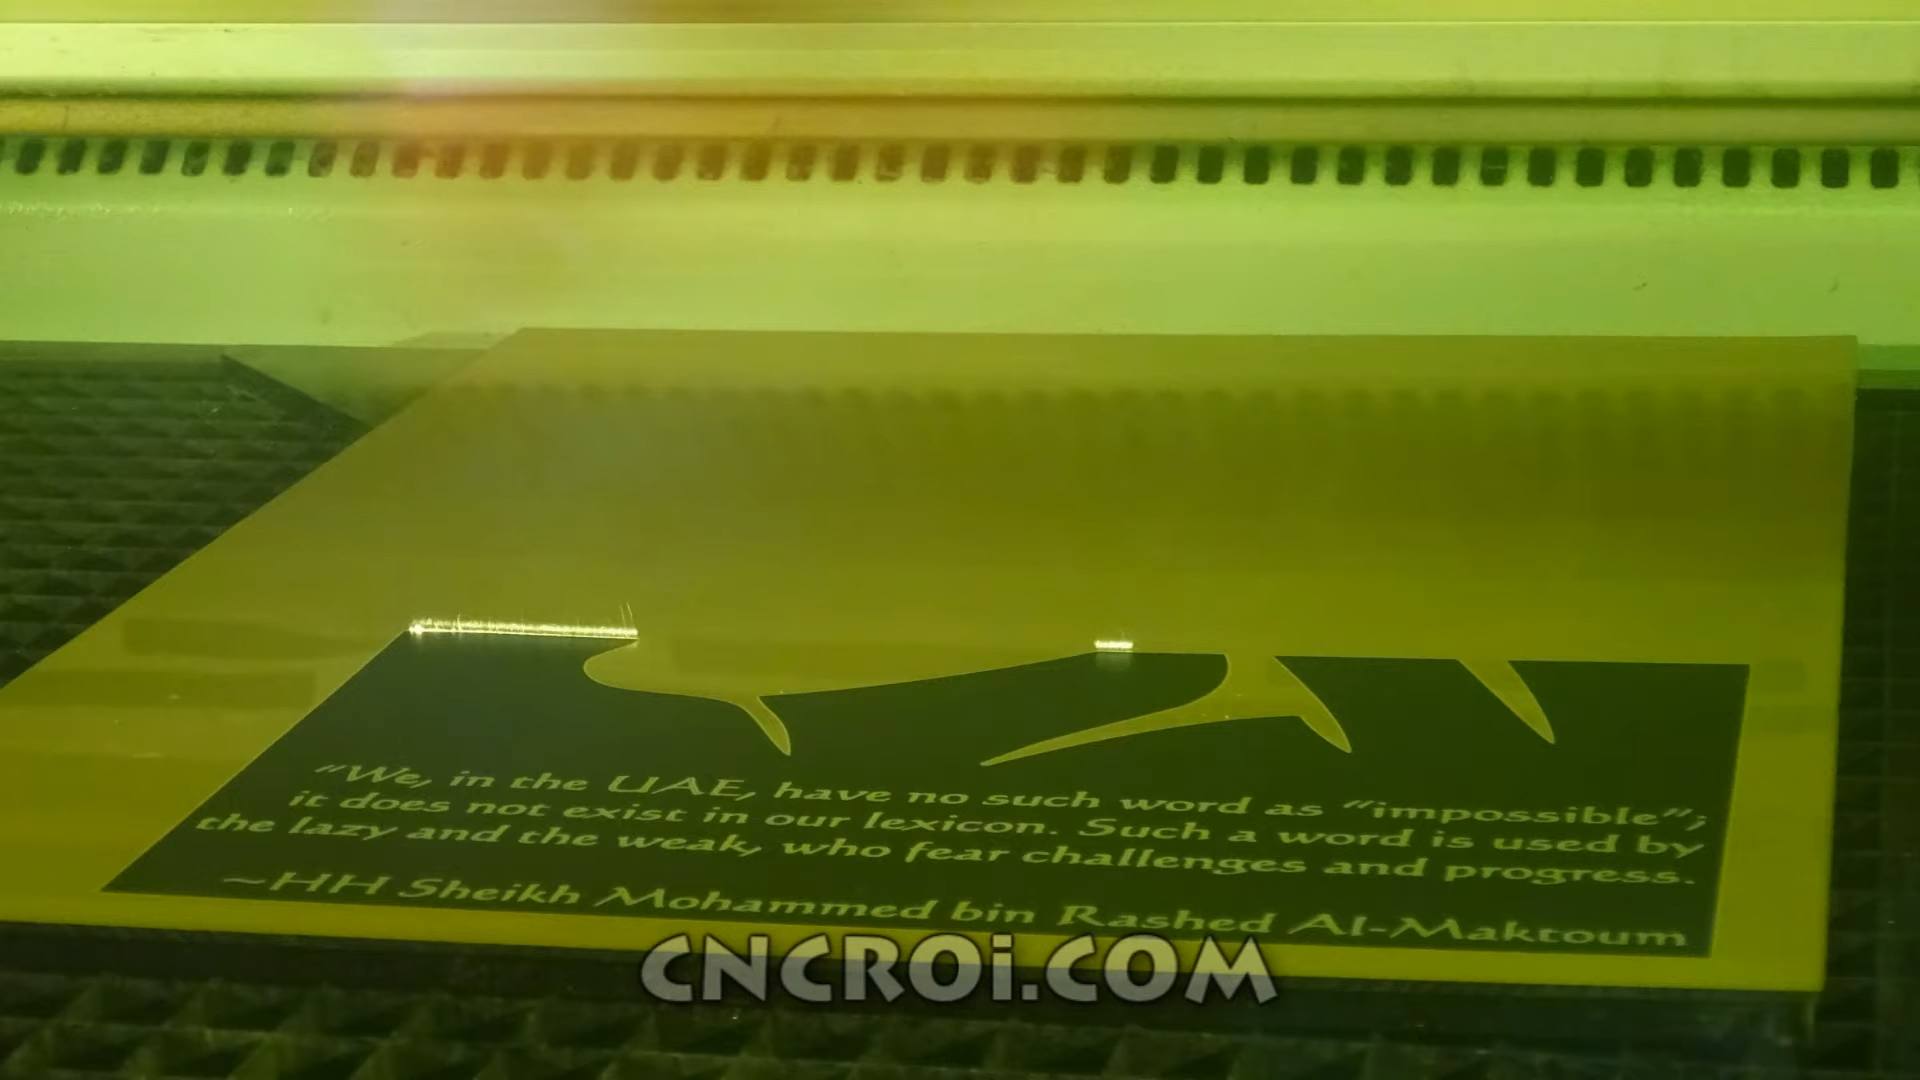 “We, in the UAE, have no such word as “impossible”;
it does not exist in our lexicon. Such a word is used by
the lazy and the weak, who fear challenges and progress.
~HH Sheikh Mohammed bin Rashed Al-Maktoum
CNCROi.COM